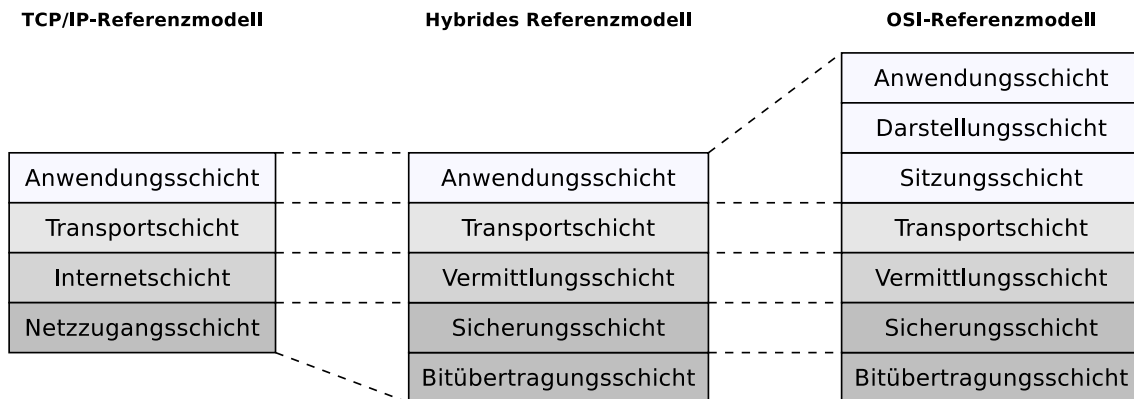 TCP/IP-Referenzmodell
Hybrides Referenzmodell
OSI-Referenzmodell
Anwendungsschicht
Transportschicht
Internetschicht
Netzzugangsschicht
Anwendungsschicht
Transportschicht
Vermittlungsschicht
Sicherungsschicht
Bitübertragungsschicht
Anwendungsschicht
Darstellungsschicht
Sitzungsschicht
Transportschicht
Vermittlungsschicht
Sicherungsschicht
Bitübertragungsschicht